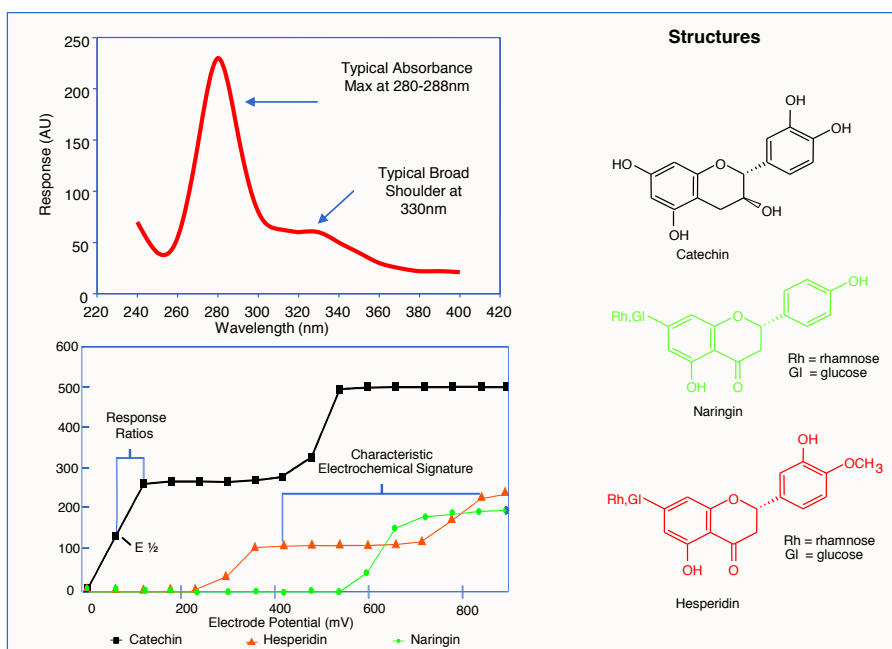 250
200
150
100
50
0
Response (AU)
Typical Absorbance
Max at 280-288nm
Typical Broad
Shoulder at
330nm
220 240 260 280 300 320 340 360 380 400 420
Wavelength (nm)
600
500
400
300
200
100
0
Response
Ratios
Characteristic
Electrochemical Signature
E ½
0 200 400 600 800
Electrode Potential (mV)
Catechin Hesperidin Naringin
Structures
OH
OH
HO
O
OH
OH
Catechin
OH
Rh,Gl
O
OH
O
Rh = rhamnose
Gl = glucose
Naringin
OH
OCH3
Rh,Gl
O
OH
O
Rh = rhamnose
Gl = glucose
Hesperidin